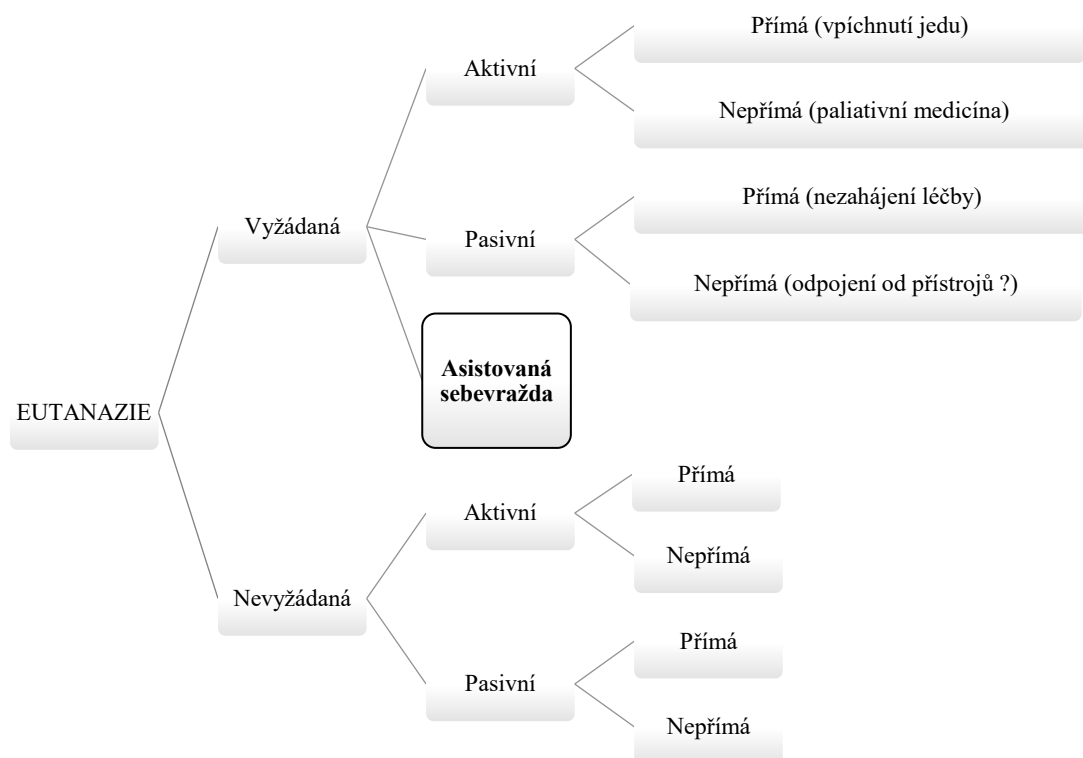 Přímá (vpíchnutí jedu)
Aktivní
Nepřímá (paliativní medicína)
Vyžádaná
Přímá (nezahájení léčby)
Pasivní
Nepřímá (odpojení od přístrojů ?)
Asistovaná
sebevražda
EUTANAZIE
Přímá
Aktivní
Nepřímá
Nevyžádaná
Přímá
Pasivní
Nepřímá